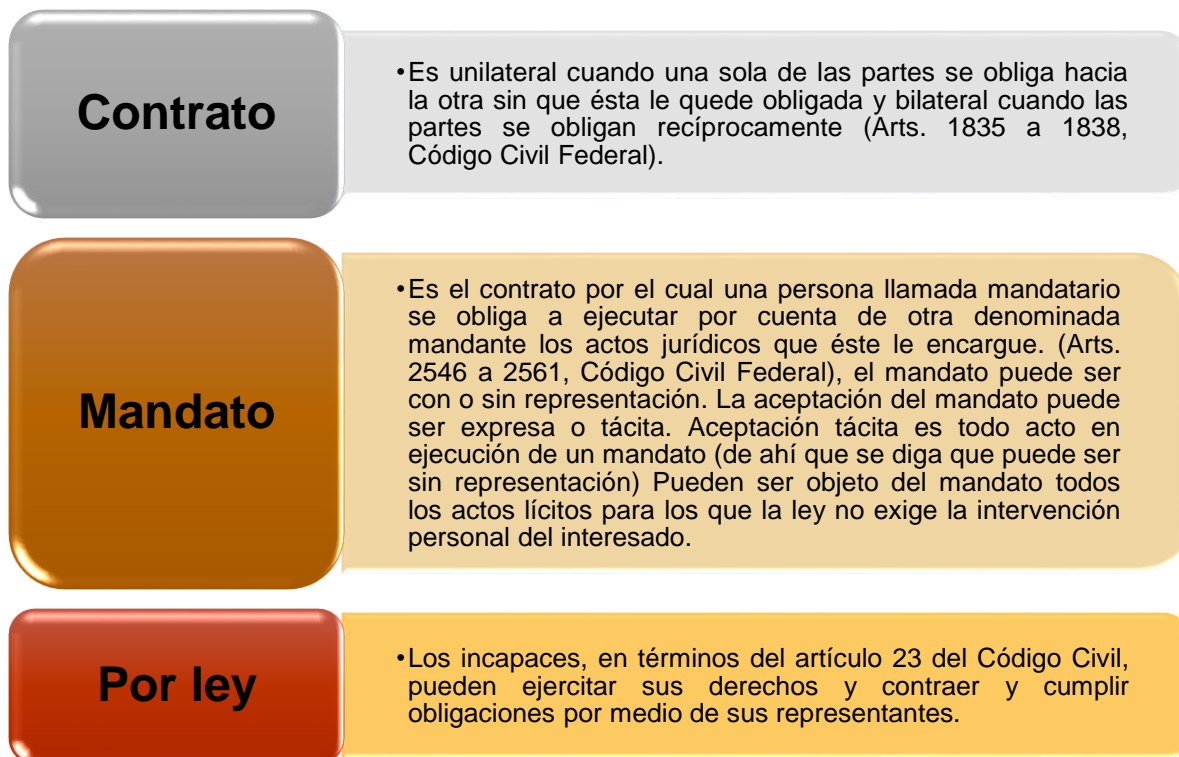 Contrato
•Es unilateral cuando una sola de las partes se obliga hacia
la otra sin que ésta le quede obligada y bilateral cuando las
partes se obligan recíprocamente (Arts. 1835 a 1838,
Código Civil Federal).
Mandato
•Es el contrato por el cual una persona llamada mandatario
se obliga a ejecutar por cuenta de otra denominada
mandante los actos jurídicos que éste le encargue. (Arts.
2546 a 2561, Código Civil Federal), el mandato puede ser
con o sin representación. La aceptación del mandato puede
ser expresa o tácita. Aceptación tácita es todo acto en
ejecución de un mandato (de ahí que se diga que puede ser
sin representación) Pueden ser objeto del mandato todos
los actos lícitos para los que la ley no exige la intervención
personal del interesado.
Por ley
•Los incapaces, en términos del artículo 23 del Código Civil,
pueden ejercitar sus derechos y contraer y cumplir
obligaciones por medio de sus representantes.